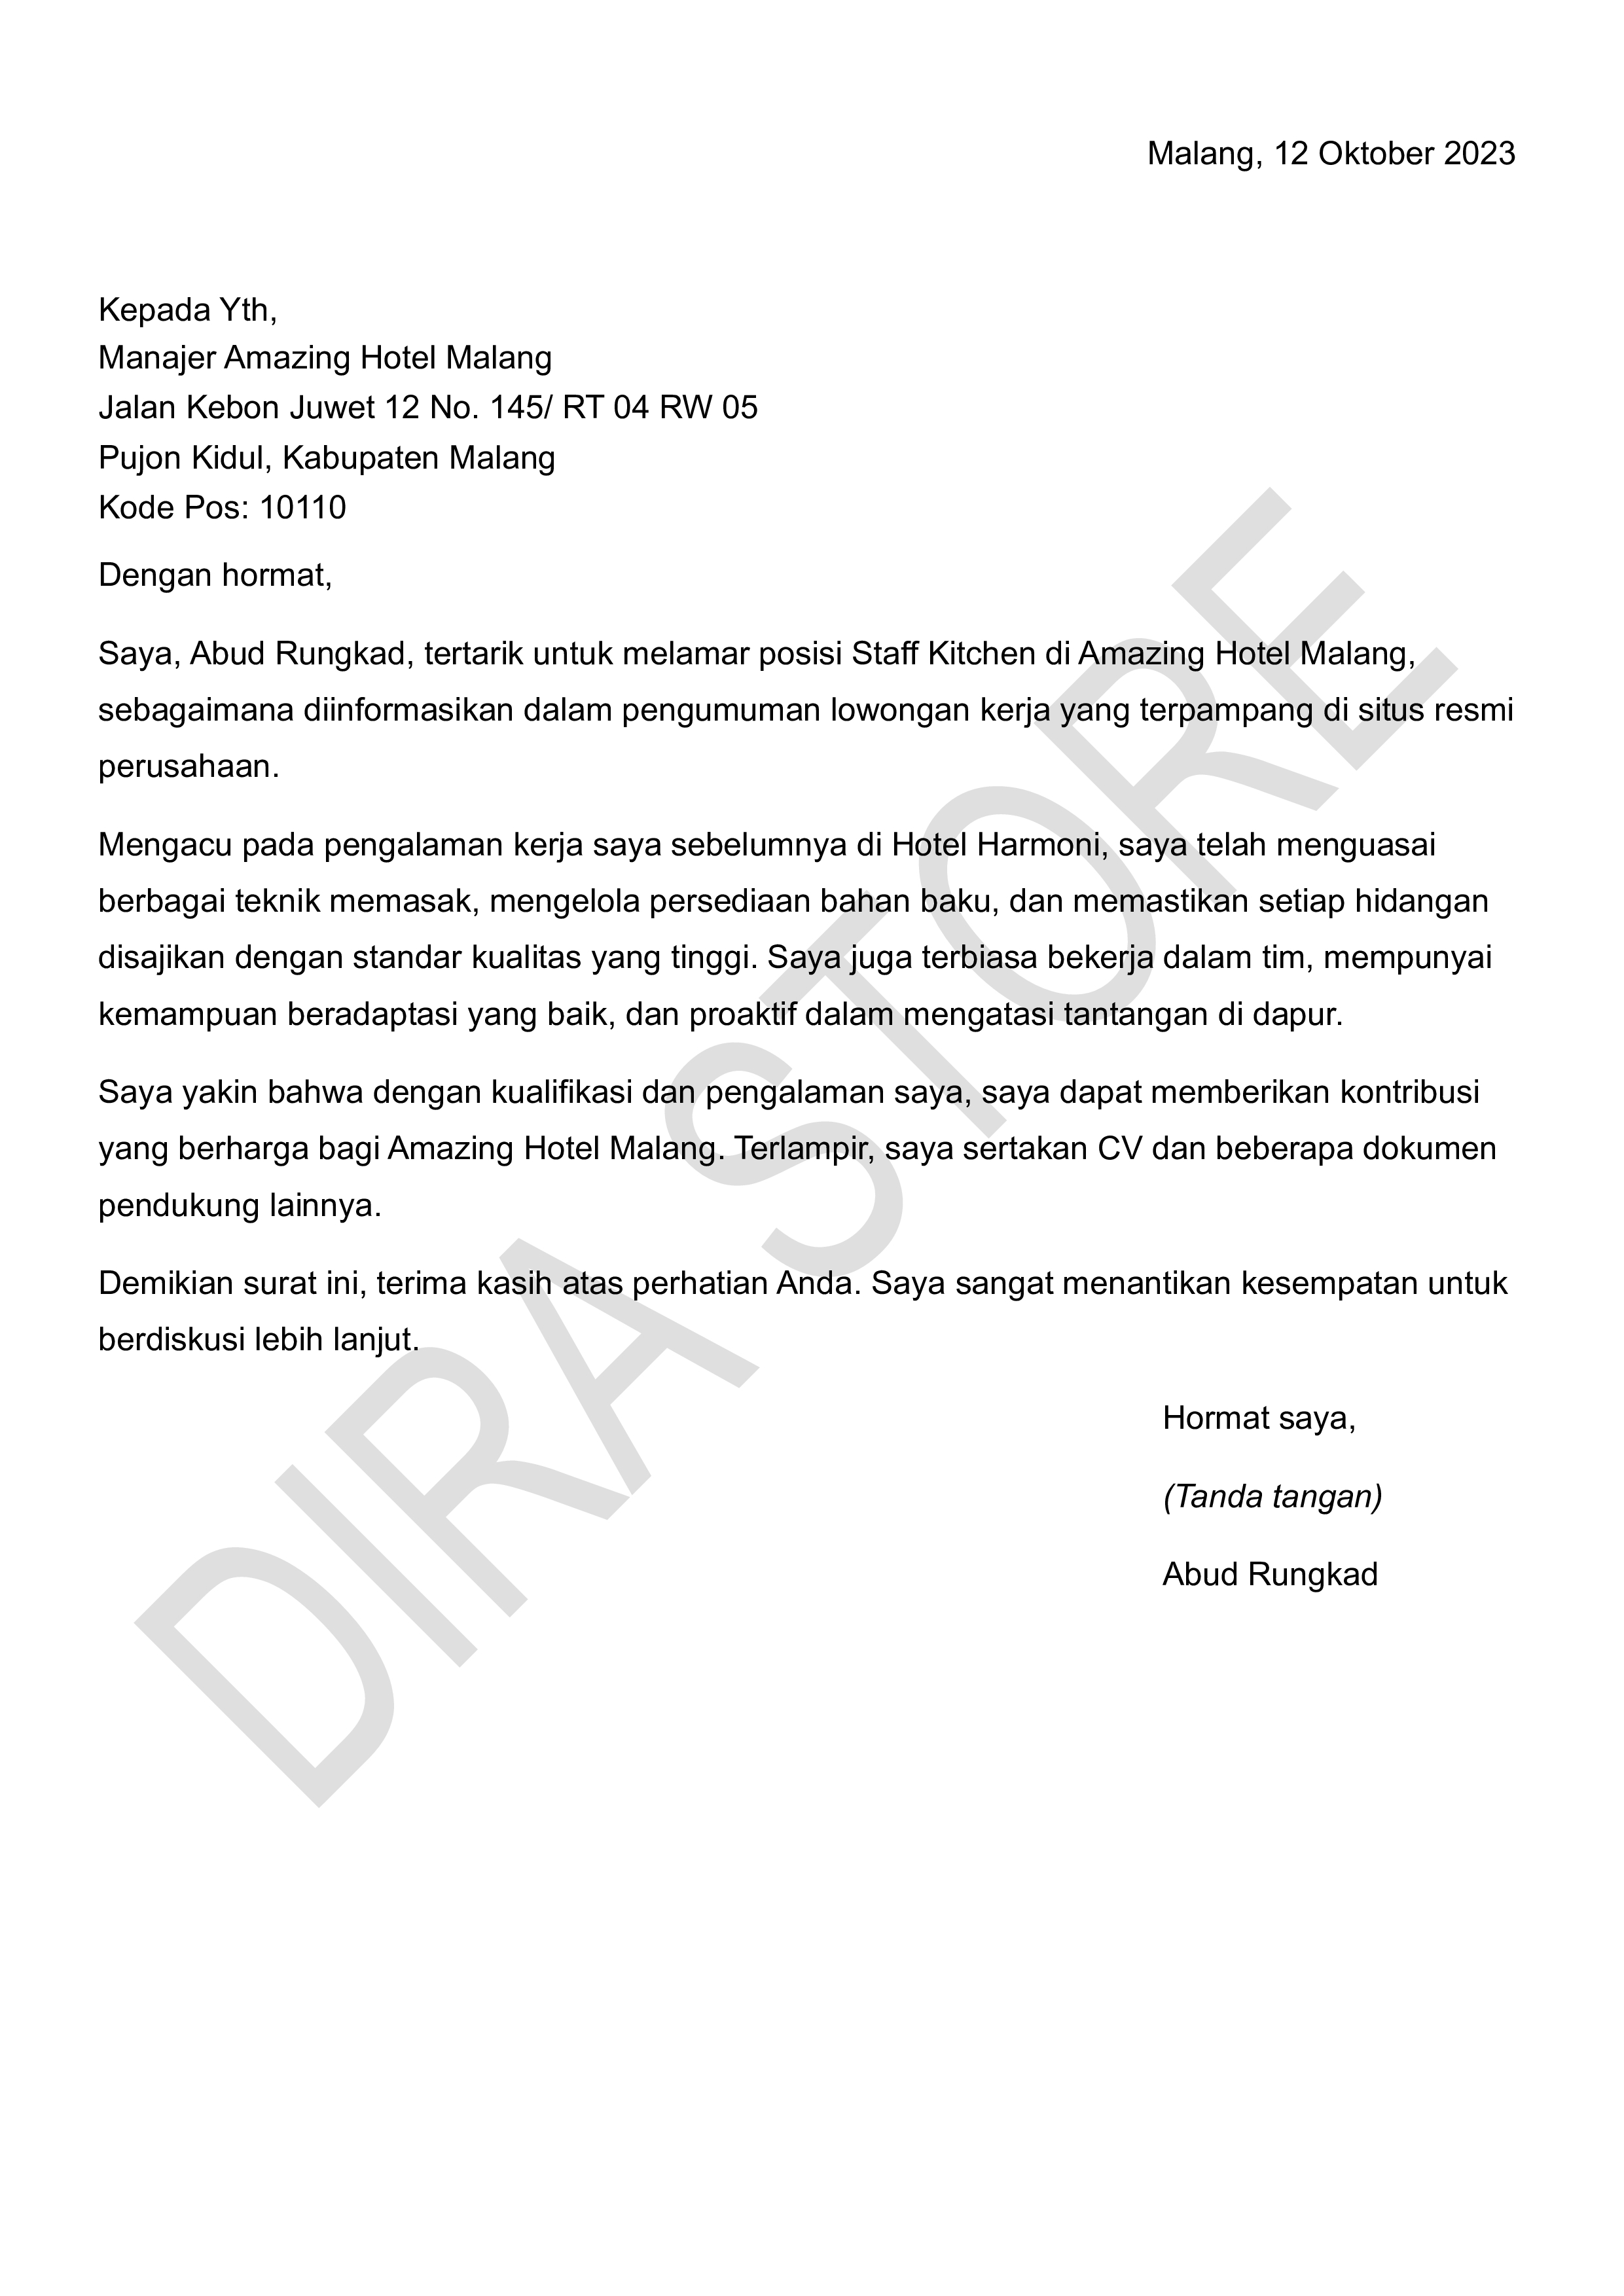 Malang, 12 Oktober 2023
Kepada Yth,
Manajer Amazing Hotel Malang
Jalan Kebon Juwet 12 No. 145/ RT 04 RW 05
Pujon Kidul, Kabupaten Malang
Kode Pos: 10110
Dengan hormat,
Saya, Abud Rungkad, tertarik untuk melamar posisi Staff Kitchen di Amazing Hotel Malang,
sebagaimana diinformasikan dalam pengumuman lowongan kerja yang terpampang di situs resmi
perusahaan.
Mengacu pada pengalaman kerja saya sebelumnya di Hotel Harmoni, saya telah menguasai
berbagai teknik memasak, mengelola persediaan bahan baku, dan memastikan setiap hidangan
disajikan dengan standar kualitas yang tinggi. Saya juga terbiasa bekerja dalam tim, mempunyai
kemampuan beradaptasi yang baik, dan proaktif dalam mengatasi tantangan di dapur.
Saya yakin bahwa dengan kualifikasi dan pengalaman saya, saya dapat memberikan kontribusi
yang berharga bagi Amazing Hotel Malang. Terlampir, saya sertakan CV dan beberapa dokumen
pendukung lainnya.
Demikian surat ini, terima kasih atas perhatian Anda. Saya sangat menantikan kesempatan untuk
berdiskusi lebih lanjut.
Hormat saya,
(Tanda tangan)
Abud Rungkad
DIRA STORE